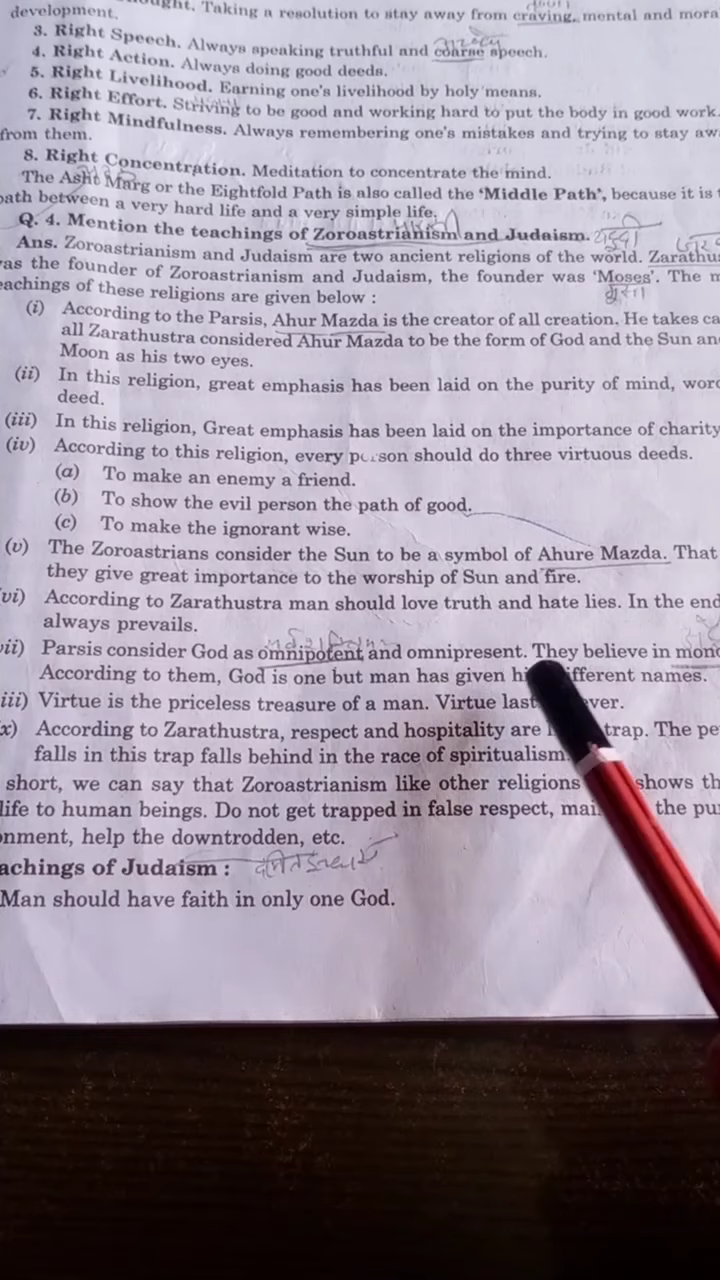 development.
ught. Taking a resolution to stay away from craving. mental and mora
3. Right Speech. Always speaking truthful and coarse speech.
4. Right Action. Always doing good deeds.
5. Right Livelihood. Earning one's livelihood by holy means.
6. Right Effort. Striving to be good and working hard to put the body in good work.
7. Right Mindfulness. Always remembering one's mistakes and trying to stay aw
from them.
8. Right Concentration. Meditation to concentrate the mind.
The Asht Marg or the Eightfold Path is also called the 'Middle Path', because it is
path between a very hard life and a very simple life.
Q. 4. Mention the teachings of Zoroastrianism and Judaism.
Ans. Zoroastrianism and Judaism are two ancient religions of the world. Zarathu
as the founder of Zoroastrianism and Judaism, the founder was 'Moses'. The m
eachings of these religions are given below :
मूसा
(i) According to the Parsis, Ahur Mazda is the creator of all creation. He takes ca
all Zarathustra considered Ahur Mazda to be the form of God and the Sun an
Moon as his two eyes.
(ii) In this religion, great emphasis has been laid on the purity of mind, wor
deed.
(iii) In this religion, Great emphasis has been laid on the importance of charity
(iv) According to this religion, every person should do three virtuous deeds.
(a) To make an enemy a friend.
(b) To show the evil person the path of good.
(c) To make the ignorant wise.
(v) The Zoroastrians consider the Sun to be a symbol of Ahure Mazda. That
they give great importance to the worship of Sun and fire.
vi) According to Zarathustra man should love truth and hate lies. In the end
always prevails.
ii) Parsis consider God as omnipotent and omnipresent. They believe in mon
According to them, God is one but man has given hi ifferent names.
iii) Virtue is the priceless treasure of a man. Virtue last ver.
x) According to Zarathustra, respect and hospitality are trap. The pe
falls in this trap falls behind in the race of spiritualism.
short, we can say that Zoroastrianism like other religions shows th
life to human beings. Do not get trapped in false respect, mai the pu
onment, help the downtrodden, etc.
achings of Judaism :
Man should have faith in only one God.